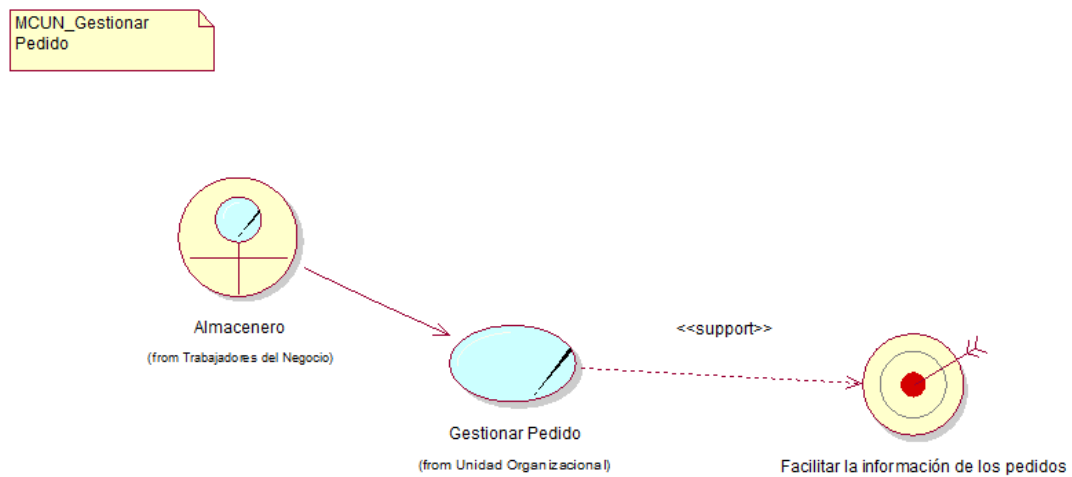 MCUN_Gestionar
Pedido
Almacenero
(from Trabajadores del Negocio)
<<support>>
Gestionar Pedido
(from Unidad Organizacional)
Facilitar la información de los pedidos